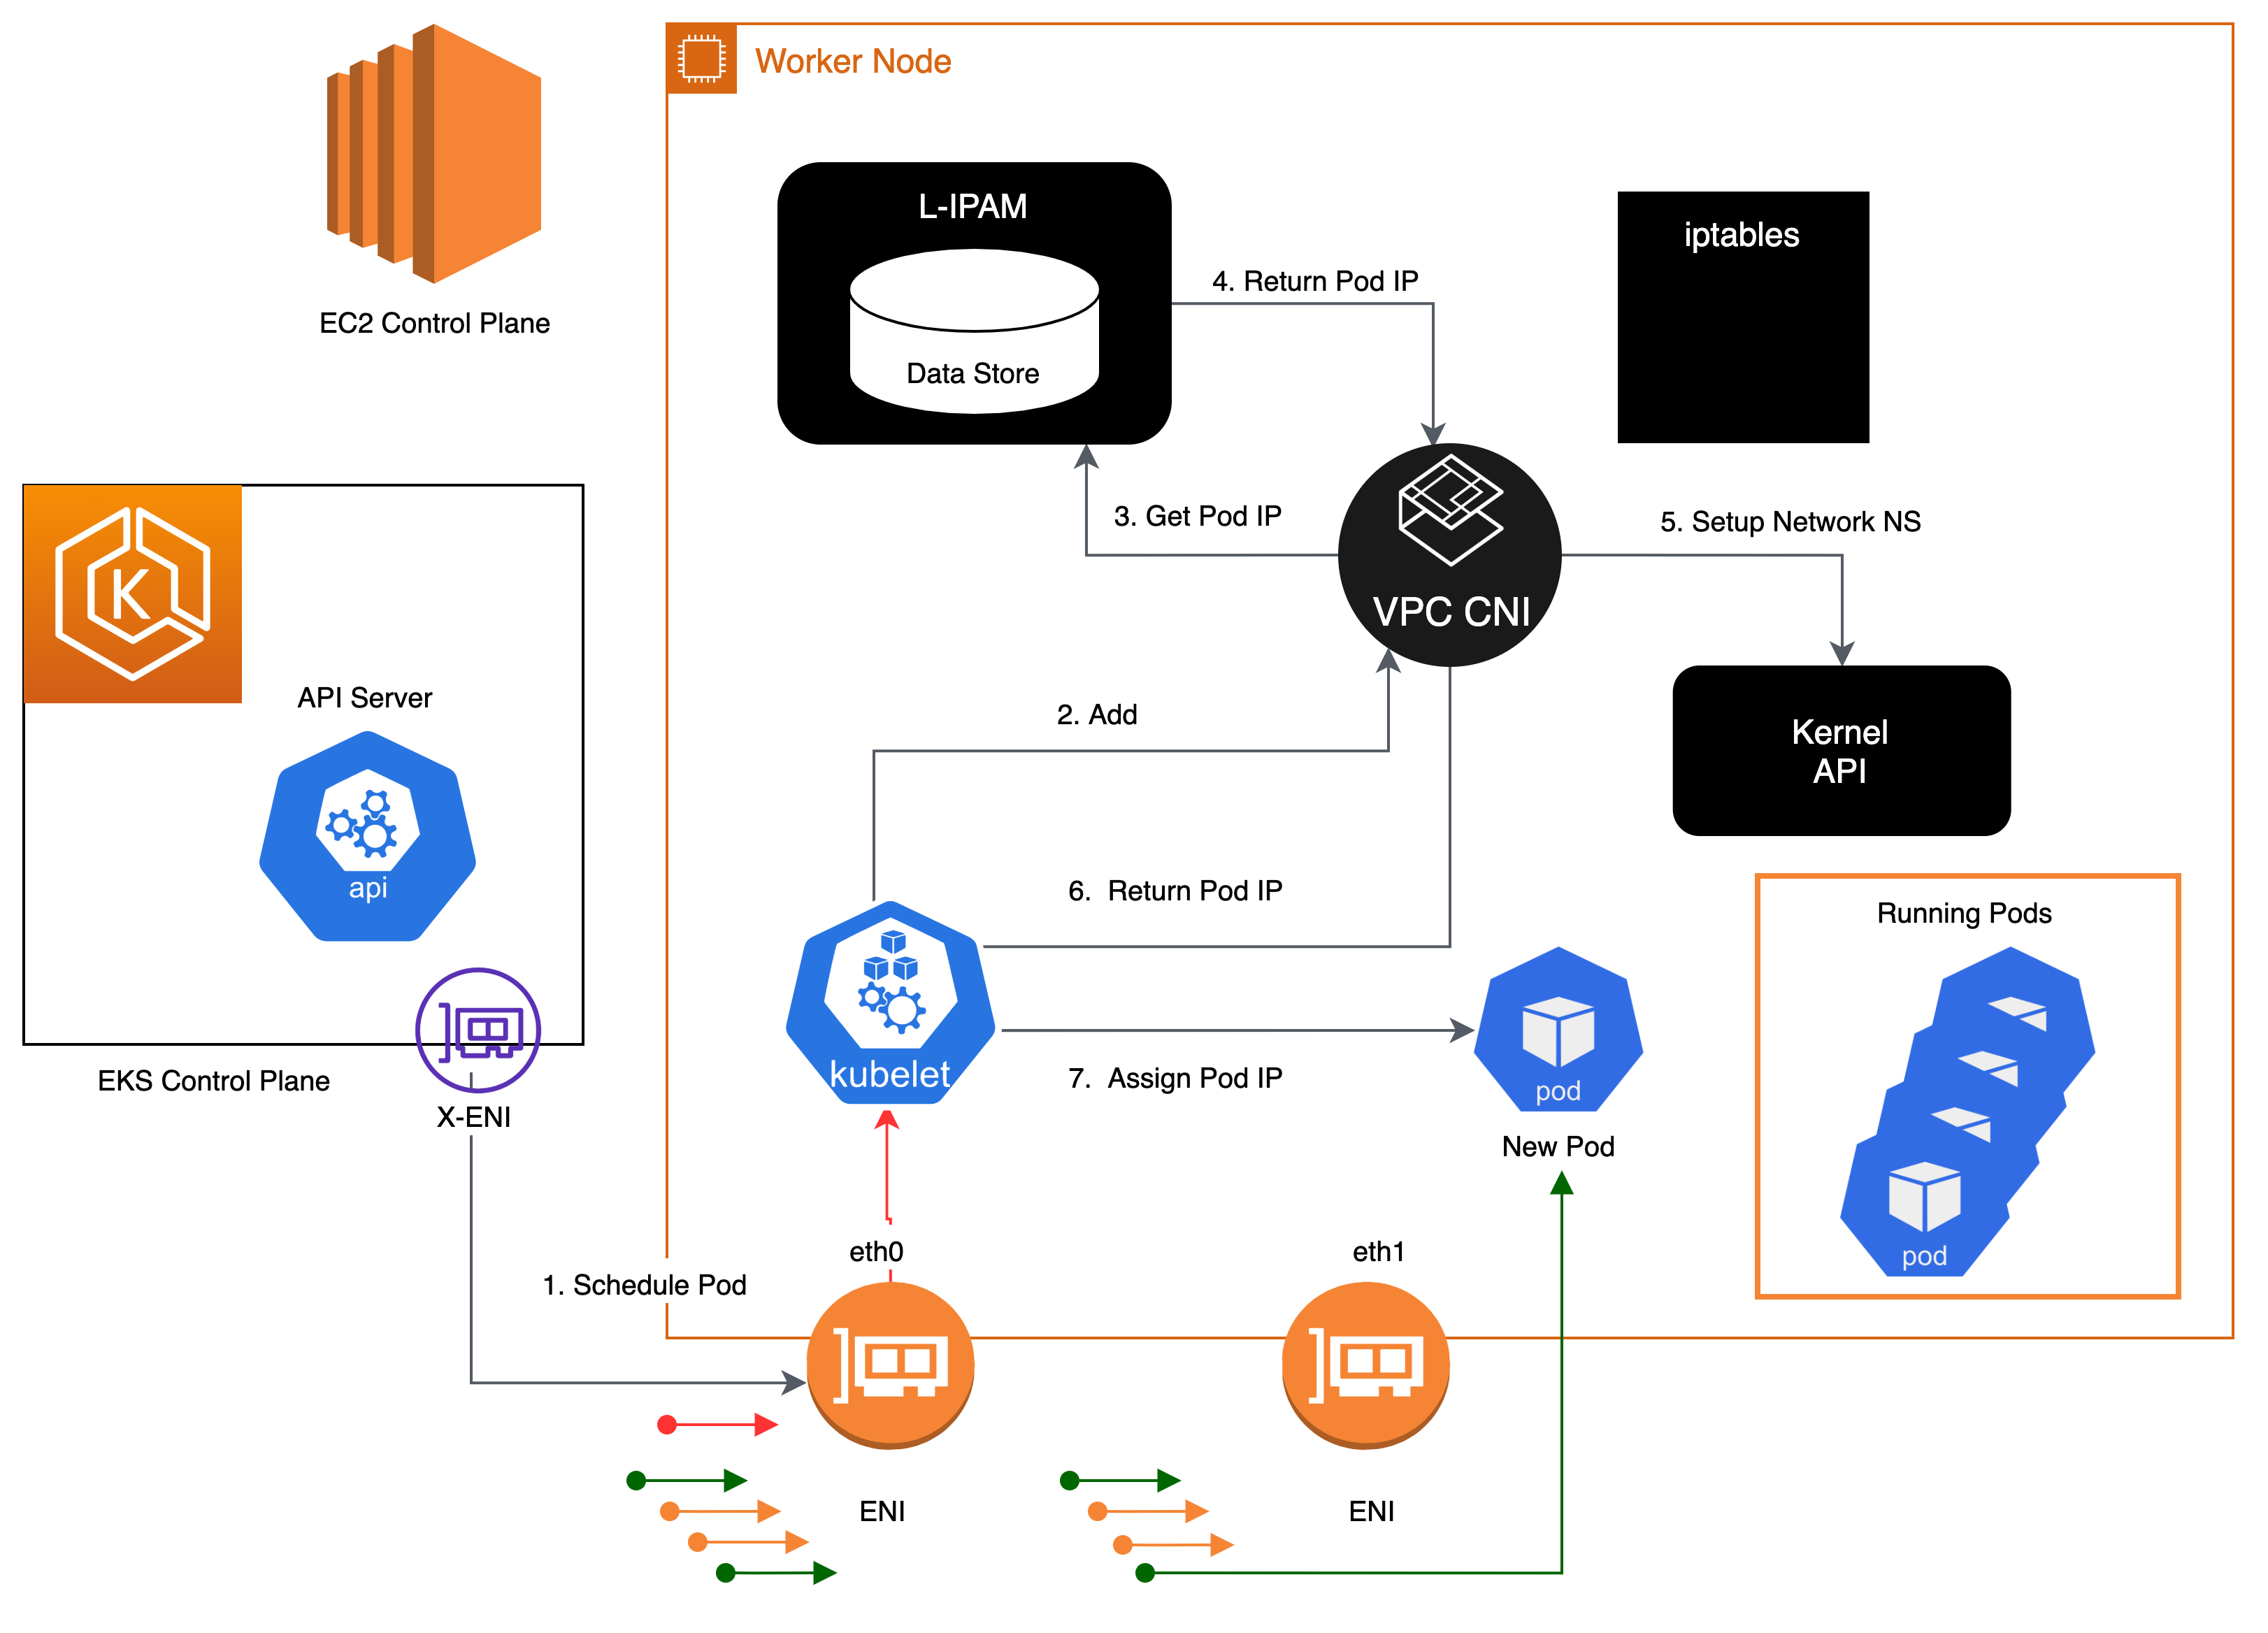 Worker Node
EC2 Control Plane
L-IPAM
Data Store
4. Return Pod IP
iptables
3. Get Pod IP
VPC CNI
5. Setup Network NS
K
API Server
api
EKS Control Plane
X-ENI
2. Add
Kernel
API
6. Return Pod IP
kubelet
7. Assign Pod IP
pod
New Pod
Running Pods
pod
1. Schedule Pod
eth0
eth1
ENI
ENI